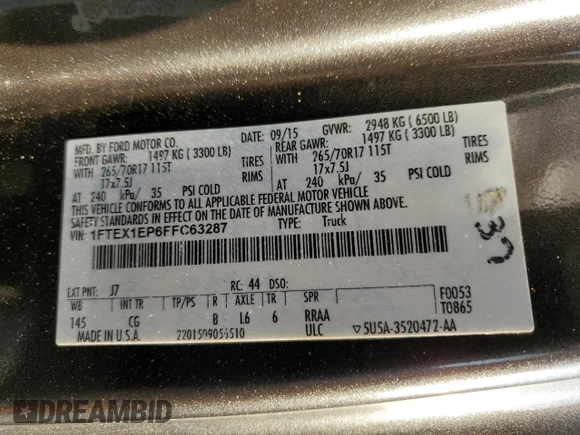 MFD. BY FORD MOTOR CO.
DATE: 09/15 GVWR: 2948 KG ( 6500 LB)
FRONT GAWR: 1497 KG ( 3300 LB) REAR GAWR: 1497 KG ( 3300 LB)
WITH 265/70R17 115T TIRES WITH 265/70R17 115T TIRES
17x7.5J RIMS 17x7.5J RIMS
AT 240 kPa/ 35 PSI COLD AT 240 kPa/ 35 PSI COLD
THIS VEHICLE CONFORMS TO ALL APPLICABLE FEDERAL MOTOR VEHICLE
SAFETY STANDARDS IN EFFECT ON THE DATE OF MANUFACTURE SHOWN ABOVE.
VIN: 1FTEX1EP6FFC63287 TYPE: Truck
EXT PNT: J7 RC: 44 DSO: F0053
WB INT TR TP/PS R AXLE TR SPR T0865
145 CG B L6 6 RRAA
MADE IN U.S.A. ULC ▽5U5A-3520472-AA
DREAMBID